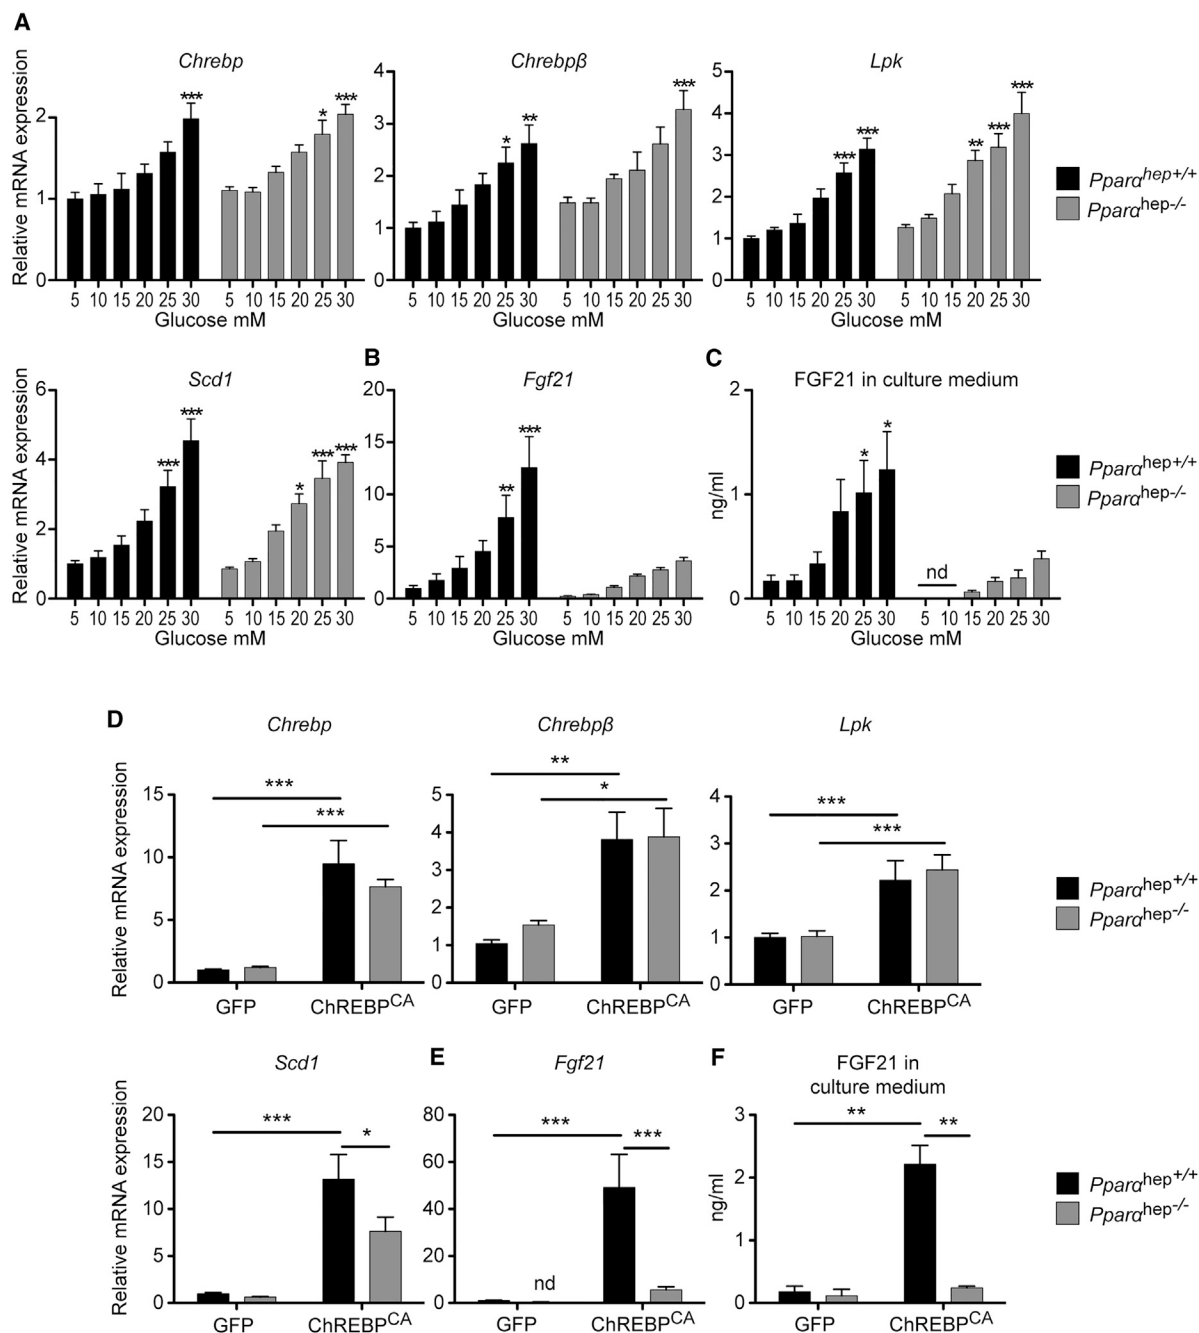 A
Chrebp
Chrebpβ
Lpk
Relative mRNA expression
2
1
0
*** * ***
5 10 15 20 25 30 5 10 15 20 25 30
Glucose mM
4
3
2
1
0
* ** ***
5 10 15 20 25 30 5 10 15 20 25 30
Glucose mM
5
4
3
2
1
0
*** *** ** *** ***
5 10 15 20 25 30 5 10 15 20 25 30
Glucose mM
Pparα hep+/+
Pparα hep-/-
Scd1
Relative mRNA expression
6
4
2
0
*** *** * *** ***
5 10 15 20 25 30 5 10 15 20 25 30
Glucose mM
B
Fgf21
20
15
10
5
0
** ***
5 10 15 20 25 30 5 10 15 20 25 30
Glucose mM
C
FGF21 in culture medium
ng/ml
2
1
0
* *
nd
5 10 15 20 25 30 5 10 15 20 25 30
Glucose mM
Pparα hep+/+
Pparα hep-/-
D
Chrebp
Relative mRNA expression
15
10
5
0
***
***
GFP ChREBP CA
Chrebpβ
5
4
3
2
1
0
**
*
GFP ChREBP CA
Lpk
4
3
2
1
0
***
***
GFP ChREBP CA
Pparα hep+/+
Pparα hep-/-
Scd1
Relative mRNA expression
20
15
10
5
0
***
*
GFP ChREBP CA
E
Fgf21
80
60
40
20
0
***
***
nd
GFP ChREBP CA
F
FGF21 in
culture medium
ng/ml
3
2
1
0
**
**
GFP ChREBP CA
Pparα hep+/+
Pparα hep-/-